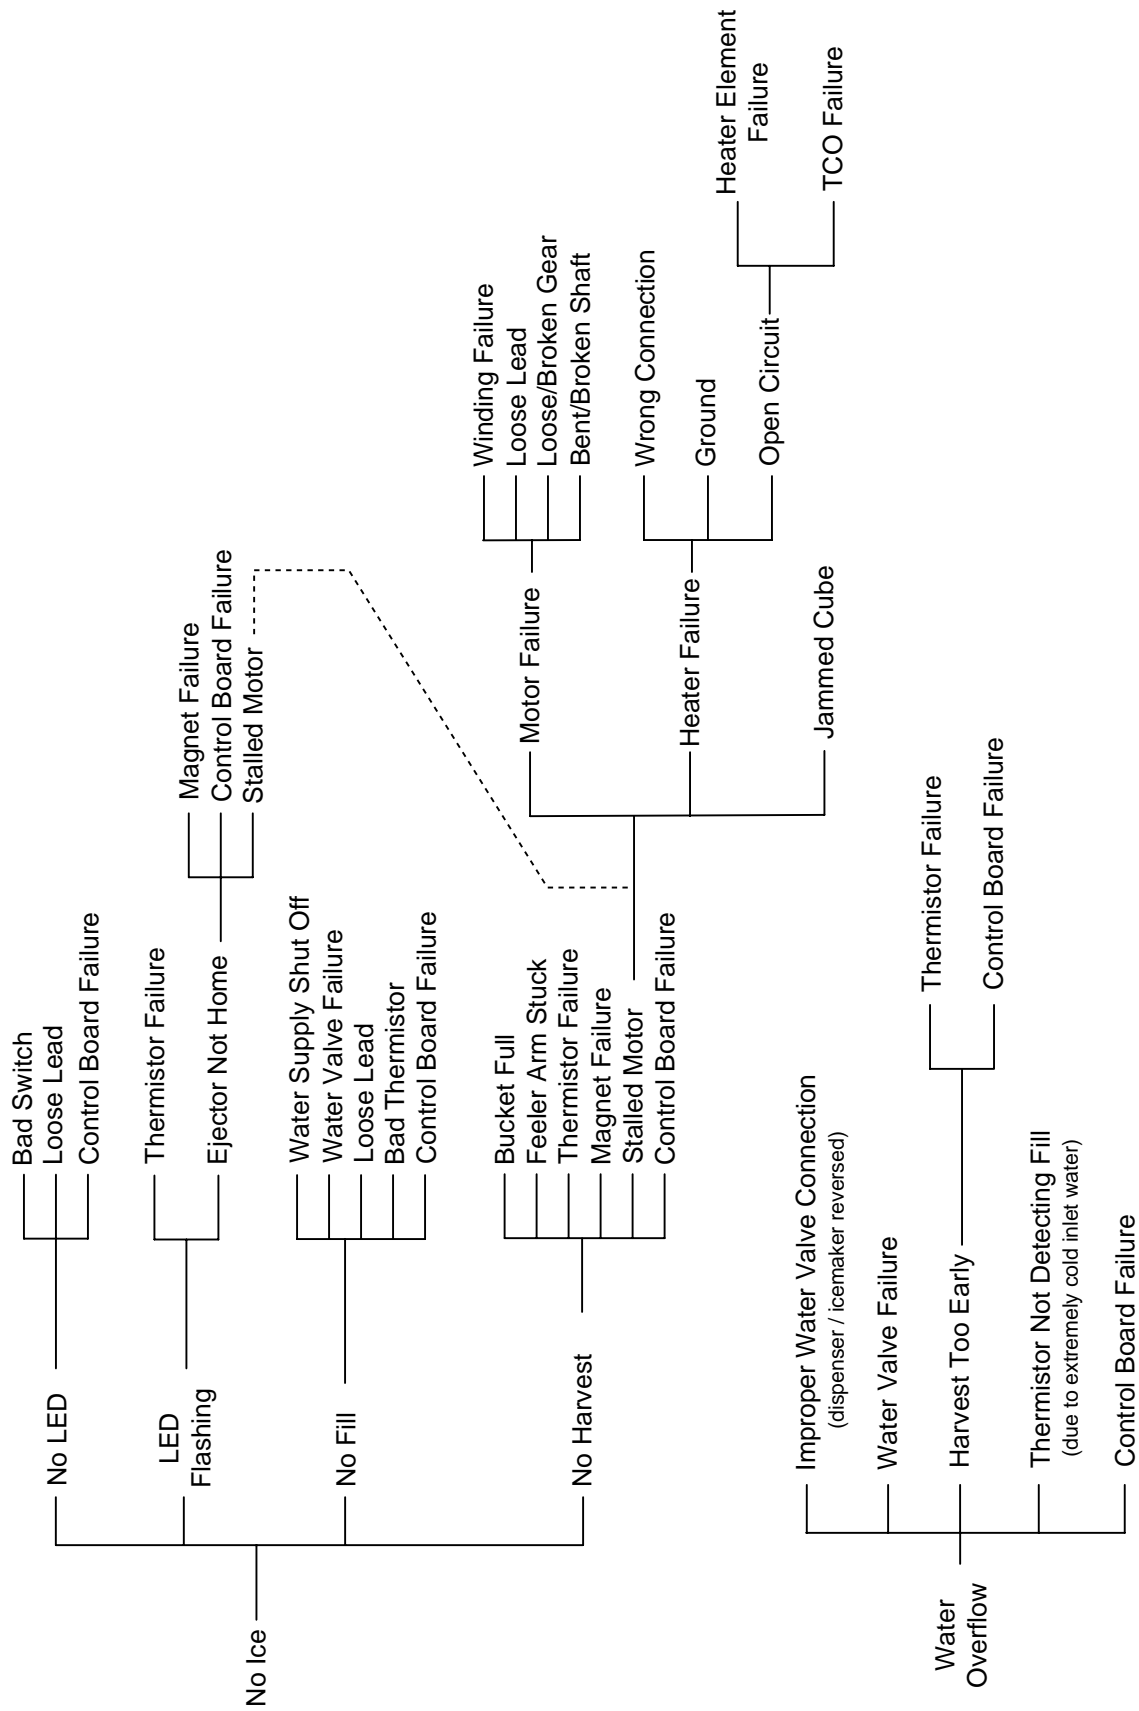 No Ice
No LED
Bad Switch
Loose Lead
Control Board Failure
LED
Flashing
Thermistor Failure
Ejector Not Home
Magnet Failure
Control Board Failure
Stalled Motor
No Fill
Water Supply Shut Off
Water Valve Failure
Loose Lead
Bad Thermistor
Control Board Failure
No Harvest
Bucket Full
Feeler Arm Stuck
Thermistor Failure
Magnet Failure
Stalled Motor
Control Board Failure
Motor Failure
Winding Failure
Loose Lead
Loose/Broken Gear
Bent/Broken Shaft
Heater Failure
Wrong Connection
Ground
Open Circuit
Heater Element
Failure
TCO Failure
Jammed Cube
Water
Overflow
Improper Water Valve Connection
(dispenser / icemaker reversed)
Water Valve Failure
Harvest Too Early
Thermistor Failure
Control Board Failure
Thermistor Not Detecting Fill
(due to extremely cold inlet water)
Control Board Failure